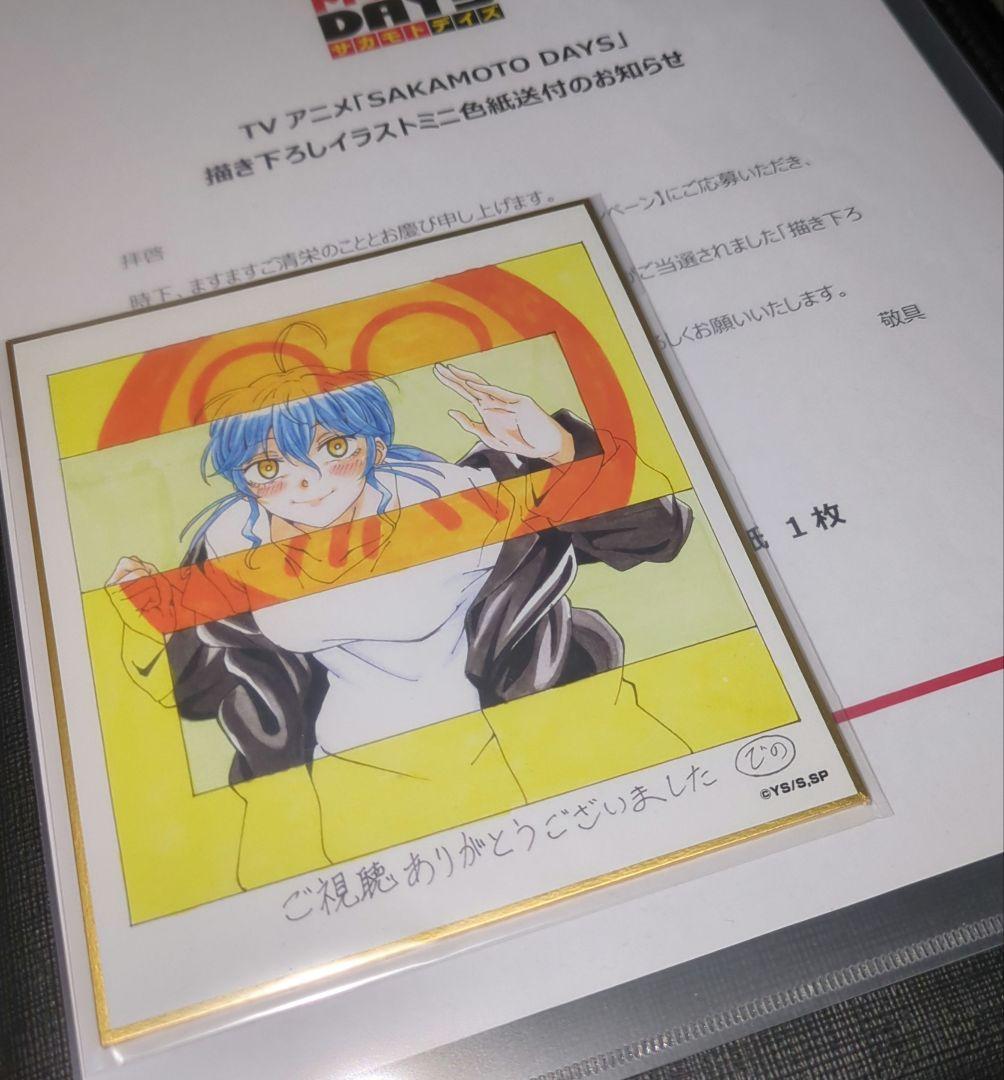 DAYS
サカモトデイズ
TV アニメ「SAKAMOTO DAYS」
描き下ろしイラストミニ色紙送付のお知らせ
拝啓
時下、ますますご清栄のこととお慶び申し上げます。
ペーン】にご応募いただき、
ご当選されました「描き下ろ
しくお願いいたします。
敬具
紙 1 枚
ご視聴ありがとうございました
ひの
©YS/S,SP